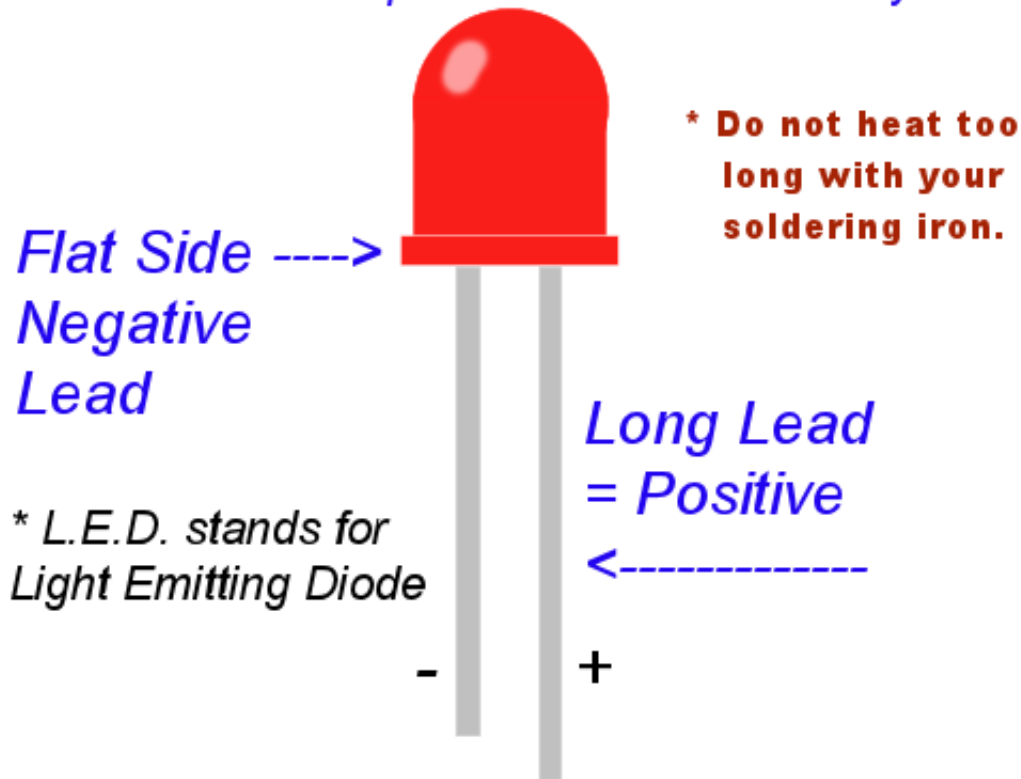 Flat Side ---->
Negative
Lead
* Do not heat too
long with your
soldering iron.
Long Lead
= Positive
<-------------
* L.E.D. stands for
Light Emitting Diode
- +